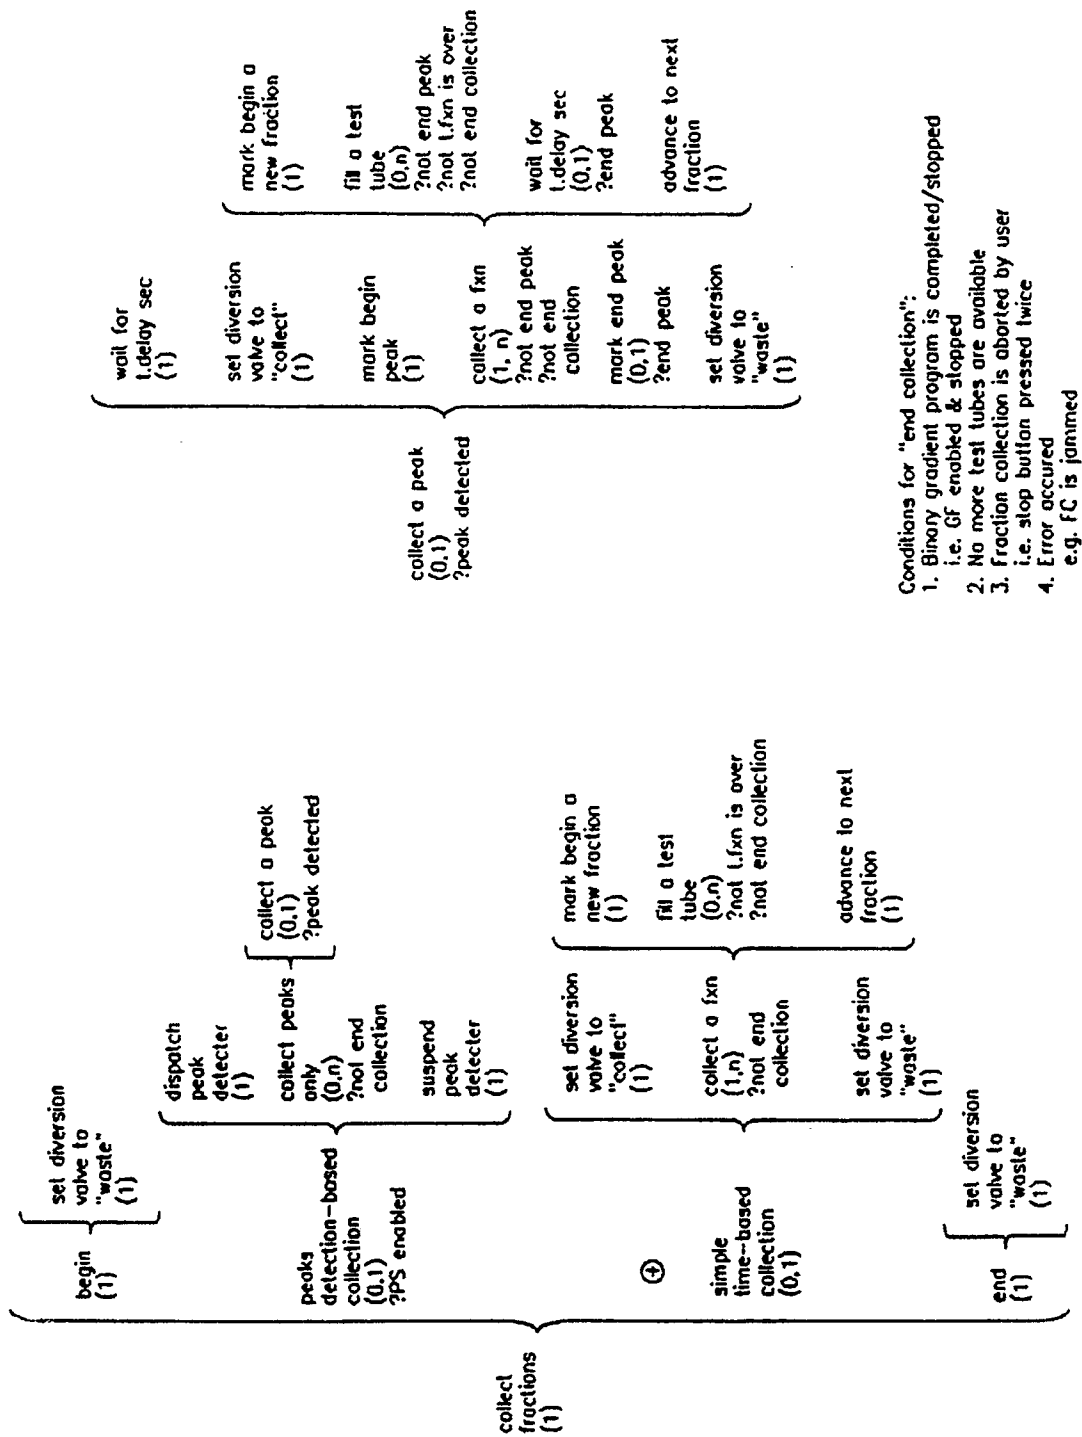 collect
fractions
(1)
begin
(1)
set diversion
valve to
"waste"
(1)
peaks
detection-based
collection
(0,1)
?PS enabled
dispatch
peak
detecter
(1)
collect peaks
only
(0,n)
?not end
collection
collect a peak
(0,1)
?peak detected
suspend
peak
detecter
(1)
⊕
simple
time-based
collection
(0,1)
set diversion
valve to
"collect"
(1)
collect a fxn
(1,n)
?not end
collection
mark begin a
new fraction
(1)
fill a test
tube
(0,n)
?not t.fxn is over
?not end collection
advance to next
fraction
(1)
set diversion
valve to
"waste"
(1)
end
(1)
set diversion
valve to
"waste"
(1)
collect a peak
(0,1)
?peak detected
wait for
t.delay sec
(1)
set diversion
valve to
"collect"
(1)
mark begin
peak
(1)
collect a fxn
(1, n)
?not end peak
?not end
collection
mark end peak
(0,1)
?end peak
set diversion
valve to
"waste"
(1)
mark begin a
new fraction
(1)
fill a test
tube
(0,n)
?not end peak
?not t.fxn is over
?not end collection
wait for
t.delay sec
(0,1)
?end peak
advance to next
fraction
(1)
Conditions for "end collection":
1. Binary gradient program is completed/stopped
i.e. GF enabled & stopped
2. No more test tubes are available
3. Fraction collection is aborted by user
i.e. stop button pressed twice
4. Error accured
e.g. FC is jammed